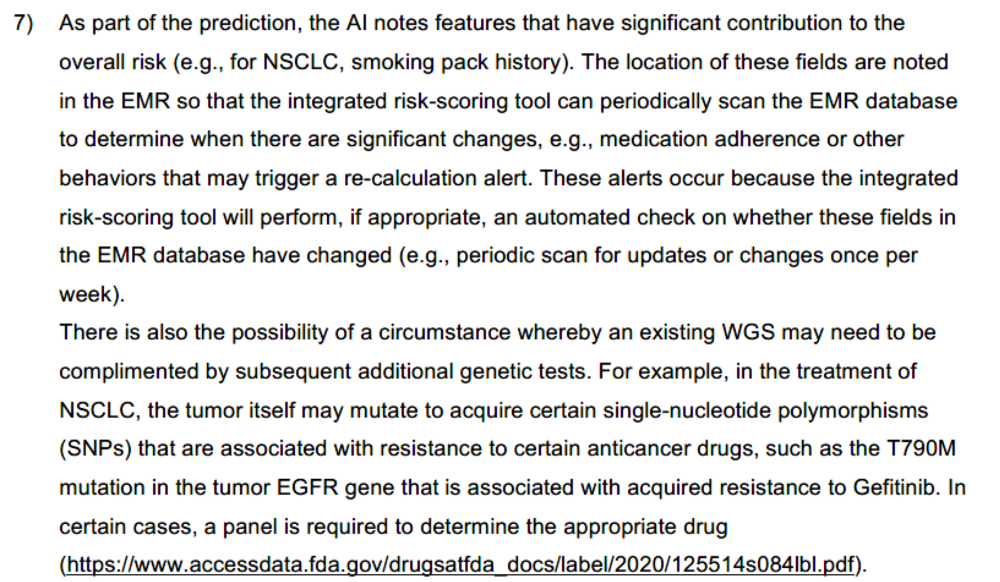 7) As part of the prediction, the AI notes features that have significant contribution to the
overall risk (e.g., for NSCLC, smoking pack history). The location of these fields are noted
in the EMR so that the integrated risk-scoring tool can periodically scan the EMR database
to determine when there are significant changes, e.g., medication adherence or other
behaviors that may trigger a re-calculation alert. These alerts occur because the integrated
risk-scoring tool will perform, if appropriate, an automated check on whether these fields in
the EMR database have changed (e.g., periodic scan for updates or changes once per
week).
There is also the possibility of a circumstance whereby an existing WGS may need to be
complimented by subsequent additional genetic tests. For example, in the treatment of
NSCLC, the tumor itself may mutate to acquire certain single-nucleotide polymorphisms
(SNPs) that are associated with resistance to certain anticancer drugs, such as the T790M
mutation in the tumor EGFR gene that is associated with acquired resistance to Gefitinib. In
certain cases, a panel is required to determine the appropriate drug
(https://www.accessdata.fda.gov/drugsatfda_docs/label/2020/125514s084lbl.pdf).